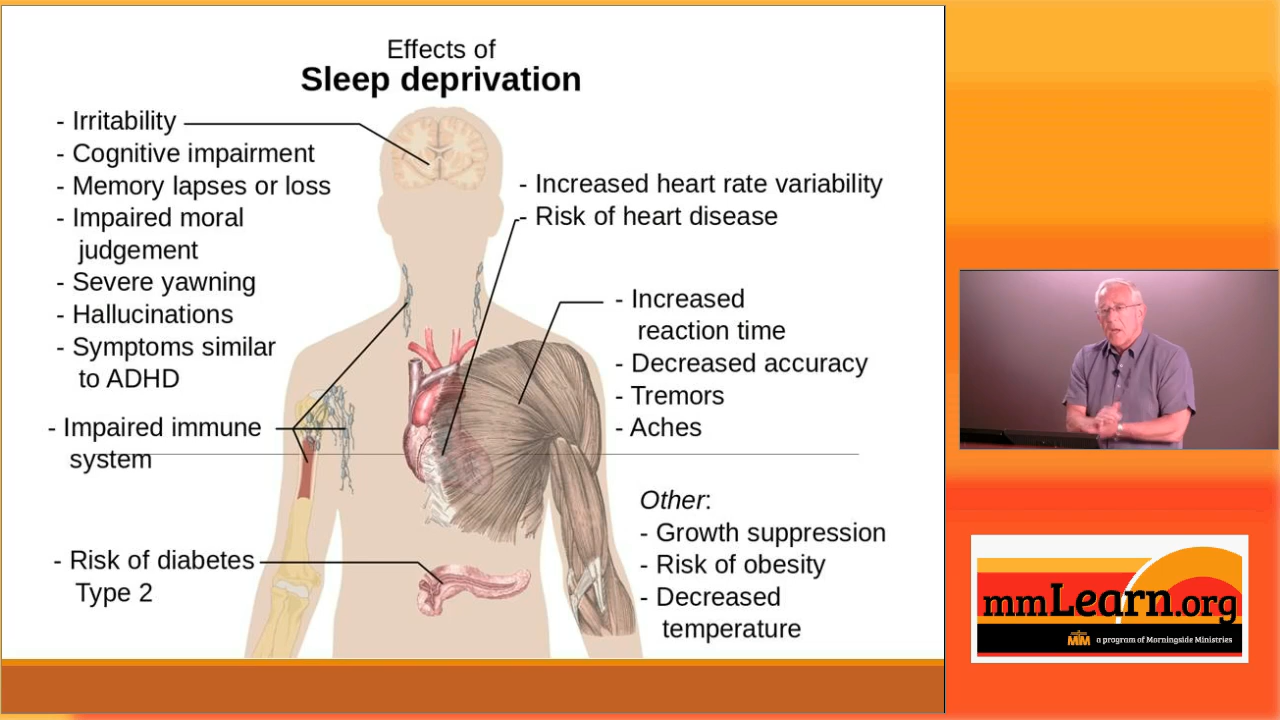 Effects of
Sleep deprivation
- Irritability
- Cognitive impairment
- Memory lapses or loss
- Impaired moral
judgement
- Severe yawning
- Hallucinations
- Symptoms similar
to ADHD
- Impaired immune
system
- Risk of diabetes
Type 2
- Increased heart rate variability
- Risk of heart disease
- Increased
reaction time
- Decreased accuracy
- Tremors
- Aches
Other:
- Growth suppression
- Risk of obesity
- Decreased
temperature
mmLearn.org
MM a program of Morningside Ministries